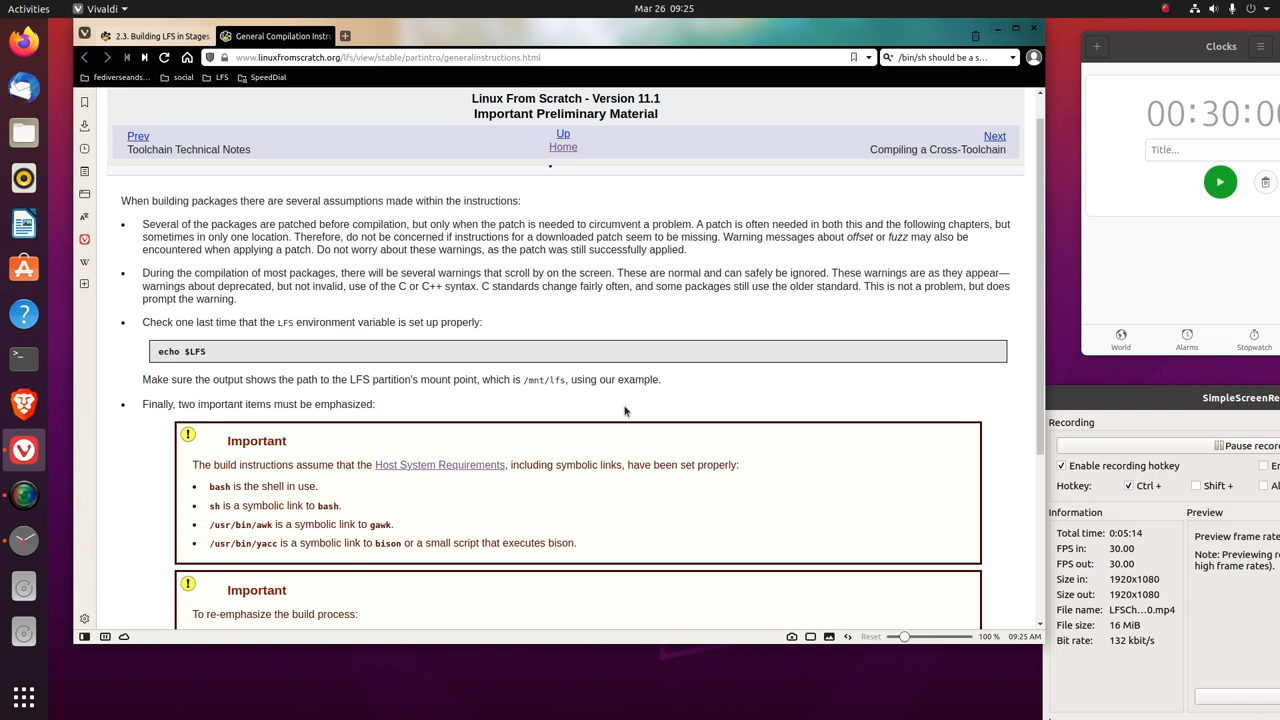 Activities
Vivaldi
Mar 26 09:25
2.3. Building LFS in Stages
General Compilation Instru
www.linuxfromscratch.org/lfs/view/stable/partintro/generalinstructions.html
/bin/sh should be a s...
fediverseands...
social
LFS
SpeedDial
Linux From Scratch - Version 11.1
Important Preliminary Material
Prev
Up
Next
Toolchain Technical Notes
Home
Compiling a Cross-Toolchain
When building packages there are several assumptions made within the instructions:
Several of the packages are patched before compilation, but only when the patch is needed to circumvent a problem. A patch is often needed in both this and the following chapters, but
sometimes in only one location. Therefore, do not be concerned if instructions for a downloaded patch seem to be missing. Warning messages about offset or fuzz may also be
encountered when applying a patch. Do not worry about these warnings, as the patch was still successfully applied.
During the compilation of most packages, there will be several warnings that scroll by on the screen. These are normal and can safely be ignored. These warnings are as they appear—
warnings about deprecated, but not invalid, use of the C or C++ syntax. C standards change fairly often, and some packages still use the older standard. This is not a problem, but does
prompt the warning.
Check one last time that the LFS environment variable is set up properly:
echo $LFS
Make sure the output shows the path to the LFS partition's mount point, which is /mnt/lfs, using our example.
Finally, two important items must be emphasized:
Important
The build instructions assume that the Host System Requirements, including symbolic links, have been set properly:
bash is the shell in use.
sh is a symbolic link to bash.
/usr/bin/awk is a symbolic link to gawk.
/usr/bin/yacc is a symbolic link to bison or a small script that executes bison.
Important
To re-emphasize the build process:
Reset
100 %
09:25 AM
Clocks
00:30:00
Title...
World
Alarms
Stopwatch
SimpleScreenRe
Recording
Pause reco
Enable recording hotkey
Hotkey:
Ctrl +
Shift +
Al
Information
Preview
Total time: 0:05:14
FPS in: 30.00
FPS out: 30.00
Size in: 1920x1080
Size out: 1920x1080
File name: LFSCh...0.mp4
File size: 16 MiB
Bit rate: 132 kbit/s
Preview frame rate
Note: Previewing re
high frame rates).